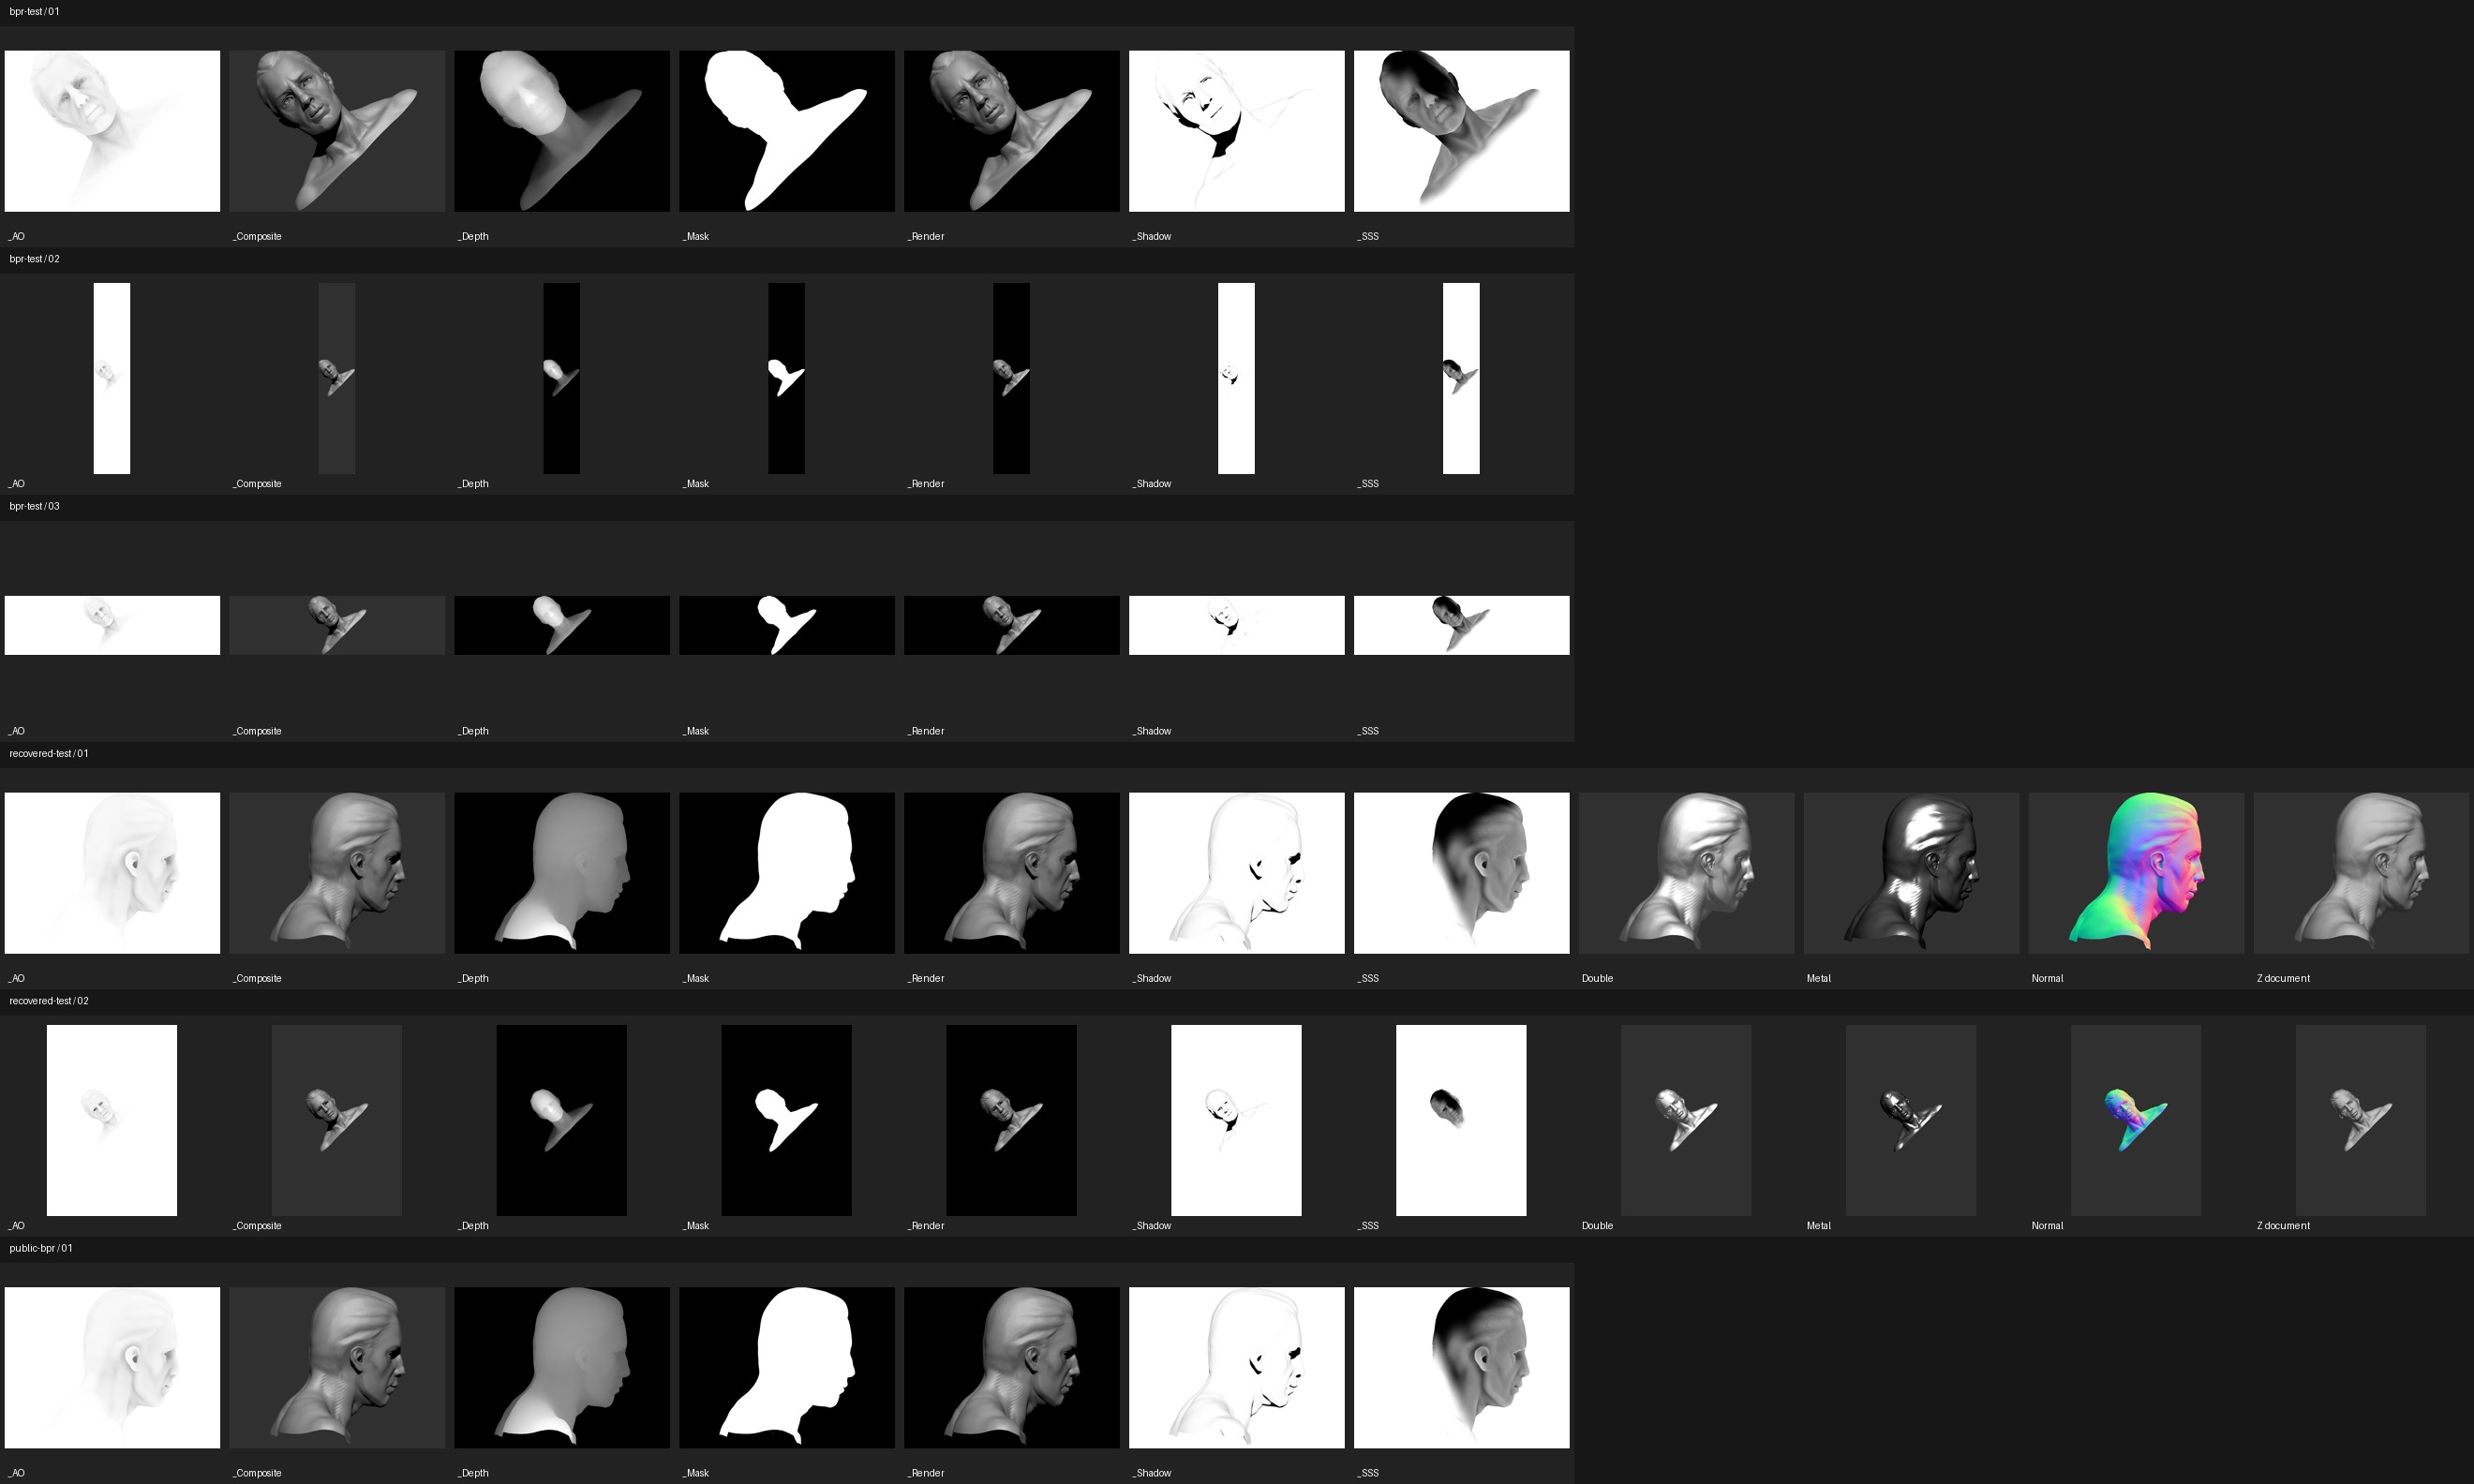 bpr-test / 01
_AO _Composite _Depth _Mask _Render _Shadow _SSS
bpr-test / 02
_AO _Composite _Depth _Mask _Render _Shadow _SSS
bpr-test / 03
_AO _Composite _Depth _Mask _Render _Shadow _SSS
recovered-test / 01
_AO _Composite _Depth _Mask _Render _Shadow _SSS Double Metal Normal Z document
recovered-test / 02
_AO _Composite _Depth _Mask _Render _Shadow _SSS Double Metal Normal Z document
public-bpr / 01
_AO _Composite _Depth _Mask _Render _Shadow _SSS